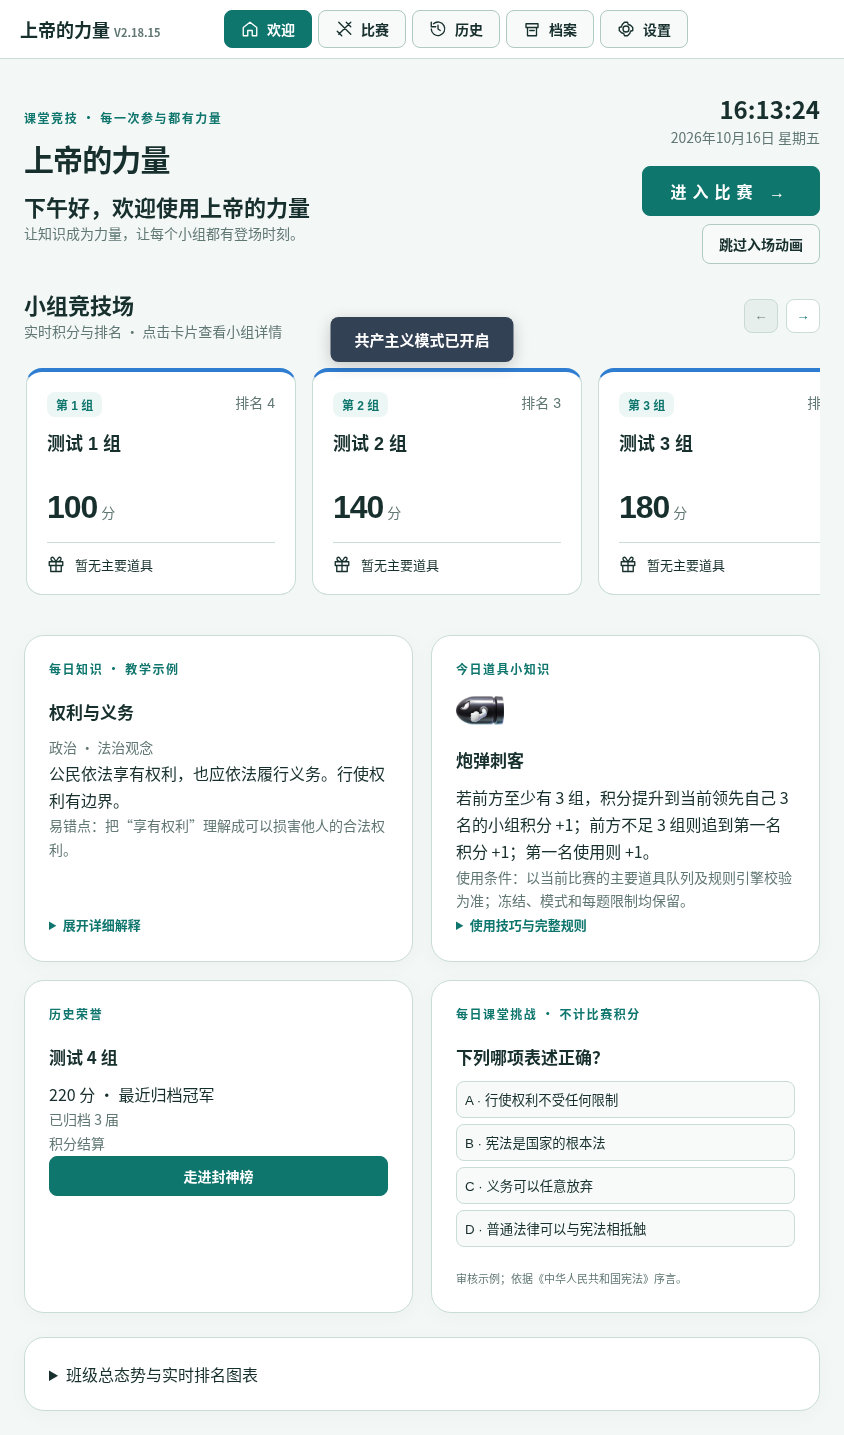 上帝的力量 V2.18.15
欢迎
比赛
历史
档案
设置
课堂竞技 · 每一次参与都有力量
上帝的力量
下午好，欢迎使用上帝的力量
让知识成为力量，让每个小组都有登场时刻。
16:13:24
2026年10月16日 星期五
进入比赛 →
跳过入场动画
小组竞技场
实时积分与排名 · 点击卡片查看小组详情
← →
共产主义模式已开启
第 1 组
排名 4
测试 1 组
100 分
暂无主要道具
第 2 组
排名 3
测试 2 组
140 分
暂无主要道具
第 3 组
排
测试 3 组
180 分
暂无主要道具
每日知识 · 教学示例
权利与义务
政治 · 法治观念
公民依法享有权利，也应依法履行义务。行使权
利有边界。
易错点：把“享有权利”理解成可以损害他人的合法权
利。
▶ 展开详细解释
今日道具小知识
炮弹刺客
若前方至少有 3 组，积分提升到当前领先自己 3
名的小组积分 +1；前方不足 3 组则追到第一名
积分 +1；第一名使用则 +1。
使用条件：以当前比赛的主要道具队列及规则引擎校验
为准；冻结、模式和每题限制均保留。
▶ 使用技巧与完整规则
历史荣誉
测试 4 组
220 分 · 最近归档冠军
已归档 3 届
积分结算
走进封神榜
每日课堂挑战 · 不计比赛积分
下列哪项表述正确？
A · 行使权利不受任何限制
B · 宪法是国家的根本法
C · 义务可以任意放弃
D · 普通法律可以与宪法相抵触
审核示例；依据《中华人民共和国宪法》序言。
▶ 班级总态势与实时排名图表